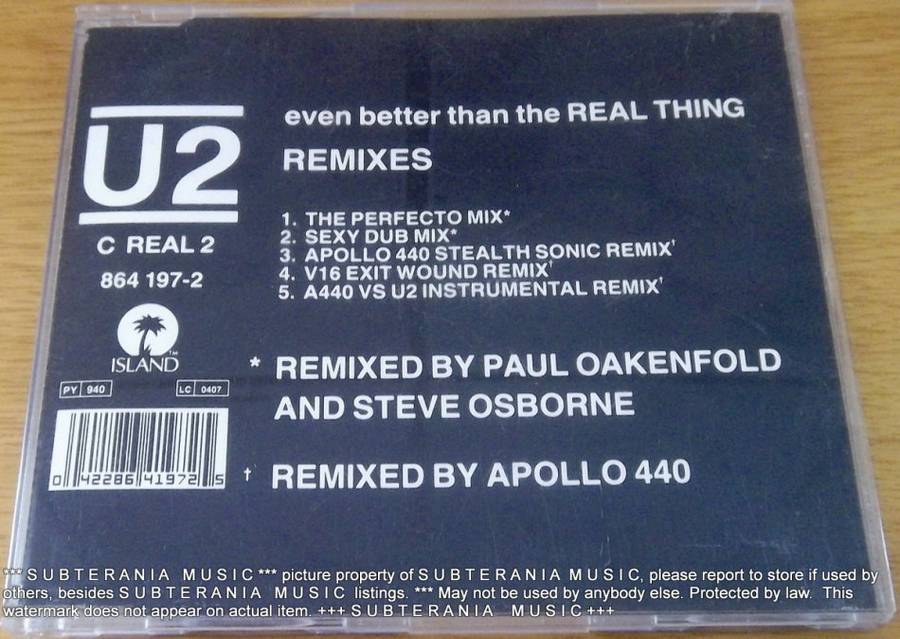 U2
C REAL 2
864 197-2
ISLAND™
PY 940
LC 0407
0 42286 41972 5
even better than the REAL THING
REMIXES
1. THE PERFECTO MIX*
2. SEXY DUB MIX*
3. APOLLO 440 STEALTH SONIC REMIX†
4. V16 EXIT WOUND REMIX†
5. A440 VS U2 INSTRUMENTAL REMIX†
* REMIXED BY PAUL OAKENFOLD
AND STEVE OSBORNE
† REMIXED BY APOLLO 440
*** S U B T E R A N I A  M U S I C *** picture property of S U B T E R A N I A  M U S I C, please report to store if used by
others, besides S U B T E R A N I A  M U S I C listings. *** May not be used by anybody else. Protected by law. This
watermark does not appear on actual item. +++ S U B T E R A N I A  M U S I C +++